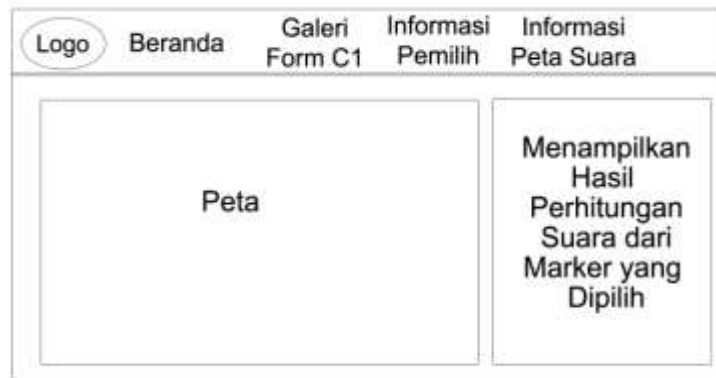 Logo
Beranda
Galeri
Form C1
Informasi
Pemilih
Informasi
Peta Suara
Peta
Menampilkan
Hasil
Perhitungan
Suara dari
Marker yang
Dipilih